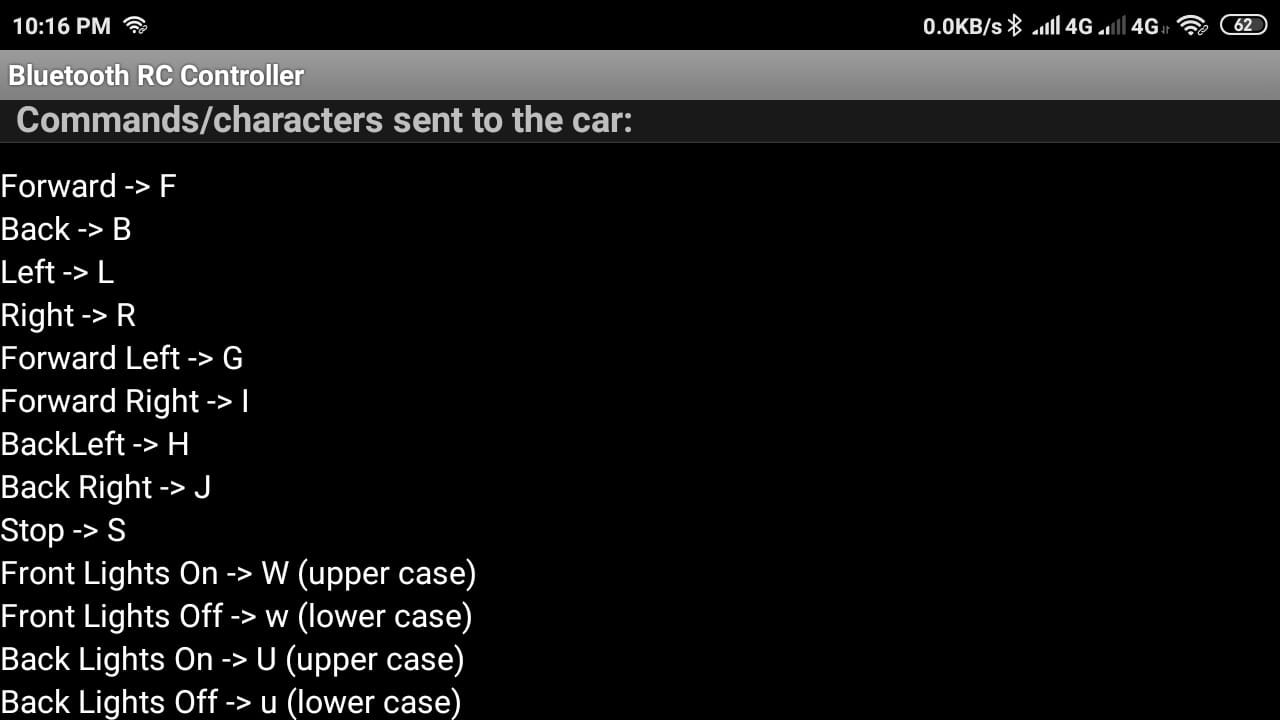 10:16 PM 0.0KB/s 4G 4G 62
Bluetooth RC Controller
Commands/characters sent to the car:
Forward -> F
Back -> B
Left -> L
Right -> R
Forward Left -> G
Forward Right -> I
BackLeft -> H
Back Right -> J
Stop -> S
Front Lights On -> W (upper case)
Front Lights Off -> w (lower case)
Back Lights On -> U (upper case)
Back Lights Off -> u (lower case)